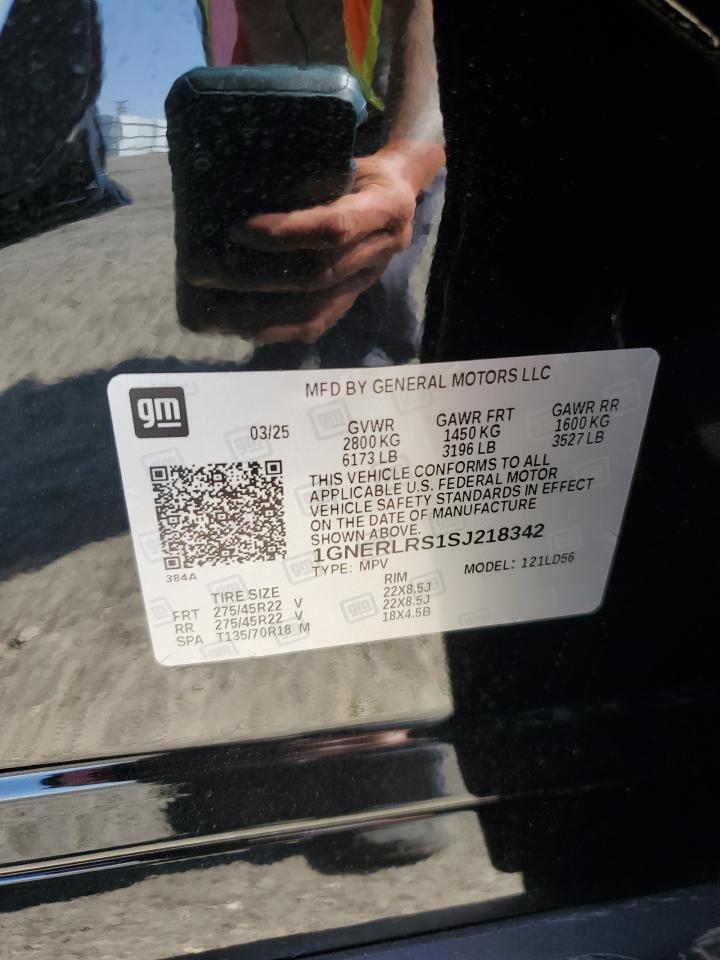 MFD BY GENERAL MOTORS LLC
gm
03/25
GVWR
2800 KG
6173 LB
GAWR FRT
1450 KG
3196 LB
GAWR RR
1600 KG
3527 LB
THIS VEHICLE CONFORMS TO ALL
APPLICABLE U.S. FEDERAL MOTOR
VEHICLE SAFETY STANDARDS IN EFFECT
ON THE DATE OF MANUFACTURE
SHOWN ABOVE.
1GNERLRS1SJ218342
TYPE: MPV
MODEL: 121LD56
384A
TIRE SIZE
RIM
FRT 275/45R22 V 22X8.5J
RR 275/45R22 V 22X8.5J
SPA T135/70R18 M 18X4.5B